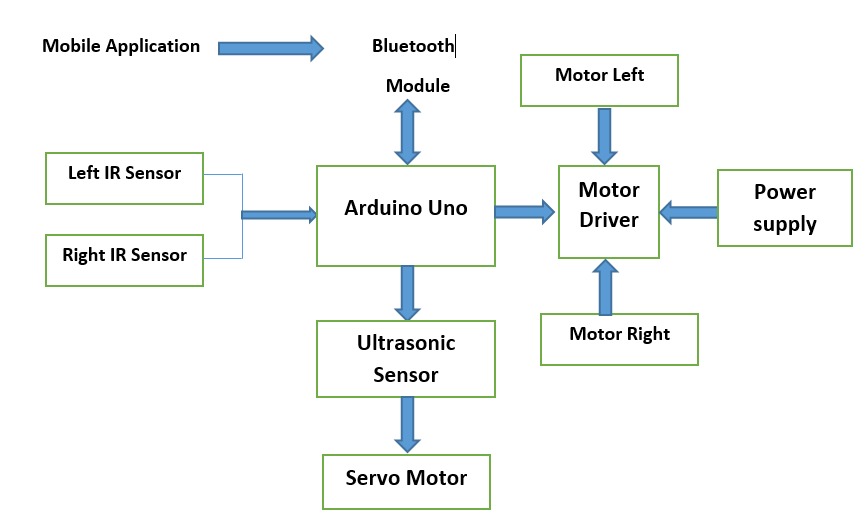 Mobile Application
Bluetooth
Module
Motor Left
Left IR Sensor
Right IR Sensor
Arduino Uno
Motor
Driver
Power
supply
Motor Right
Ultrasonic
Sensor
Servo Motor